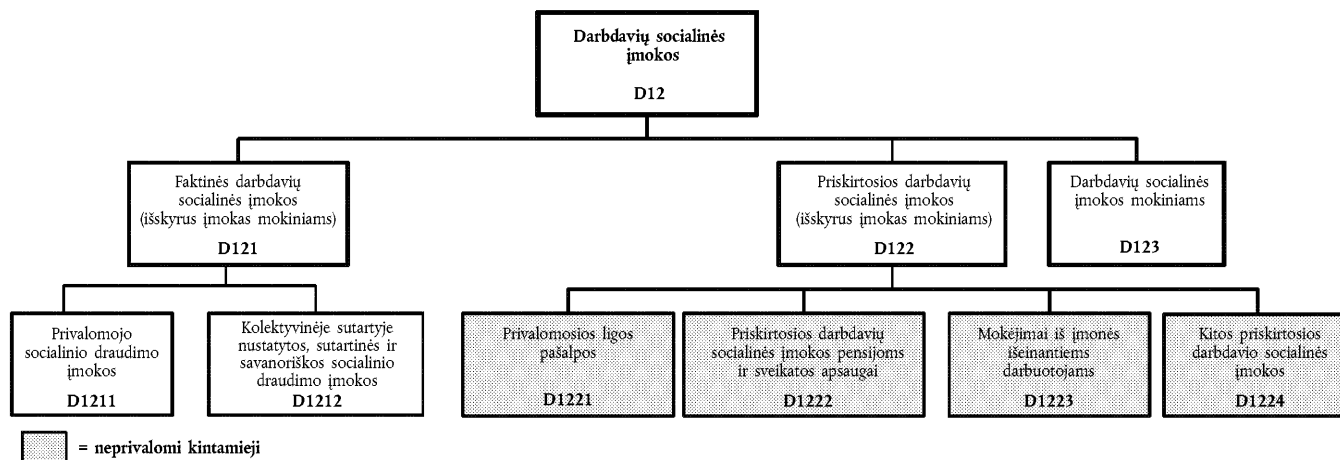 Darbdavių socialinės
įmokos
D12
Faktinės darbdavių
socialinės įmokos
(išskyrus įmokas mokiniams)
D121
Priskirtosios darbdavių
socialinės įmokos
(išskyrus įmokas mokiniams)
D122
Darbdavių socialinės
įmokos mokiniams
D123
Privalomojo
socialinio draudimo
įmokos
D1211
Kolektyvinėje sutartyje
nustatytos, sutartinės ir
savanoriškos socialinio
draudimo įmokos
D1212
Privalomosios ligos
pašalpos
D1221
Priskirtosios darbdavių
socialinės įmokos pensijoms
ir sveikatos apsaugai
D1222
Mokėjimai iš įmonės
išeinantiems
darbuotojams
D1223
Kitos priskirtosios
darbdavio socialinės
įmokos
D1224
= neprivalomi kintamieji